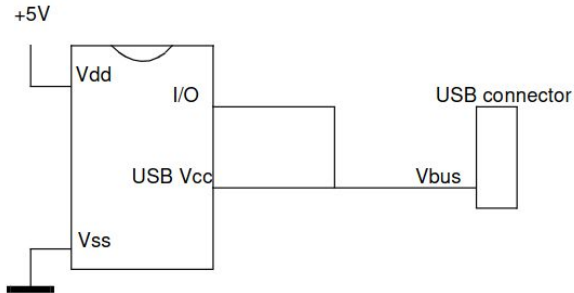 +5V
Vdd
I/O
USB connector
USB Vcc
Vbus
Vss